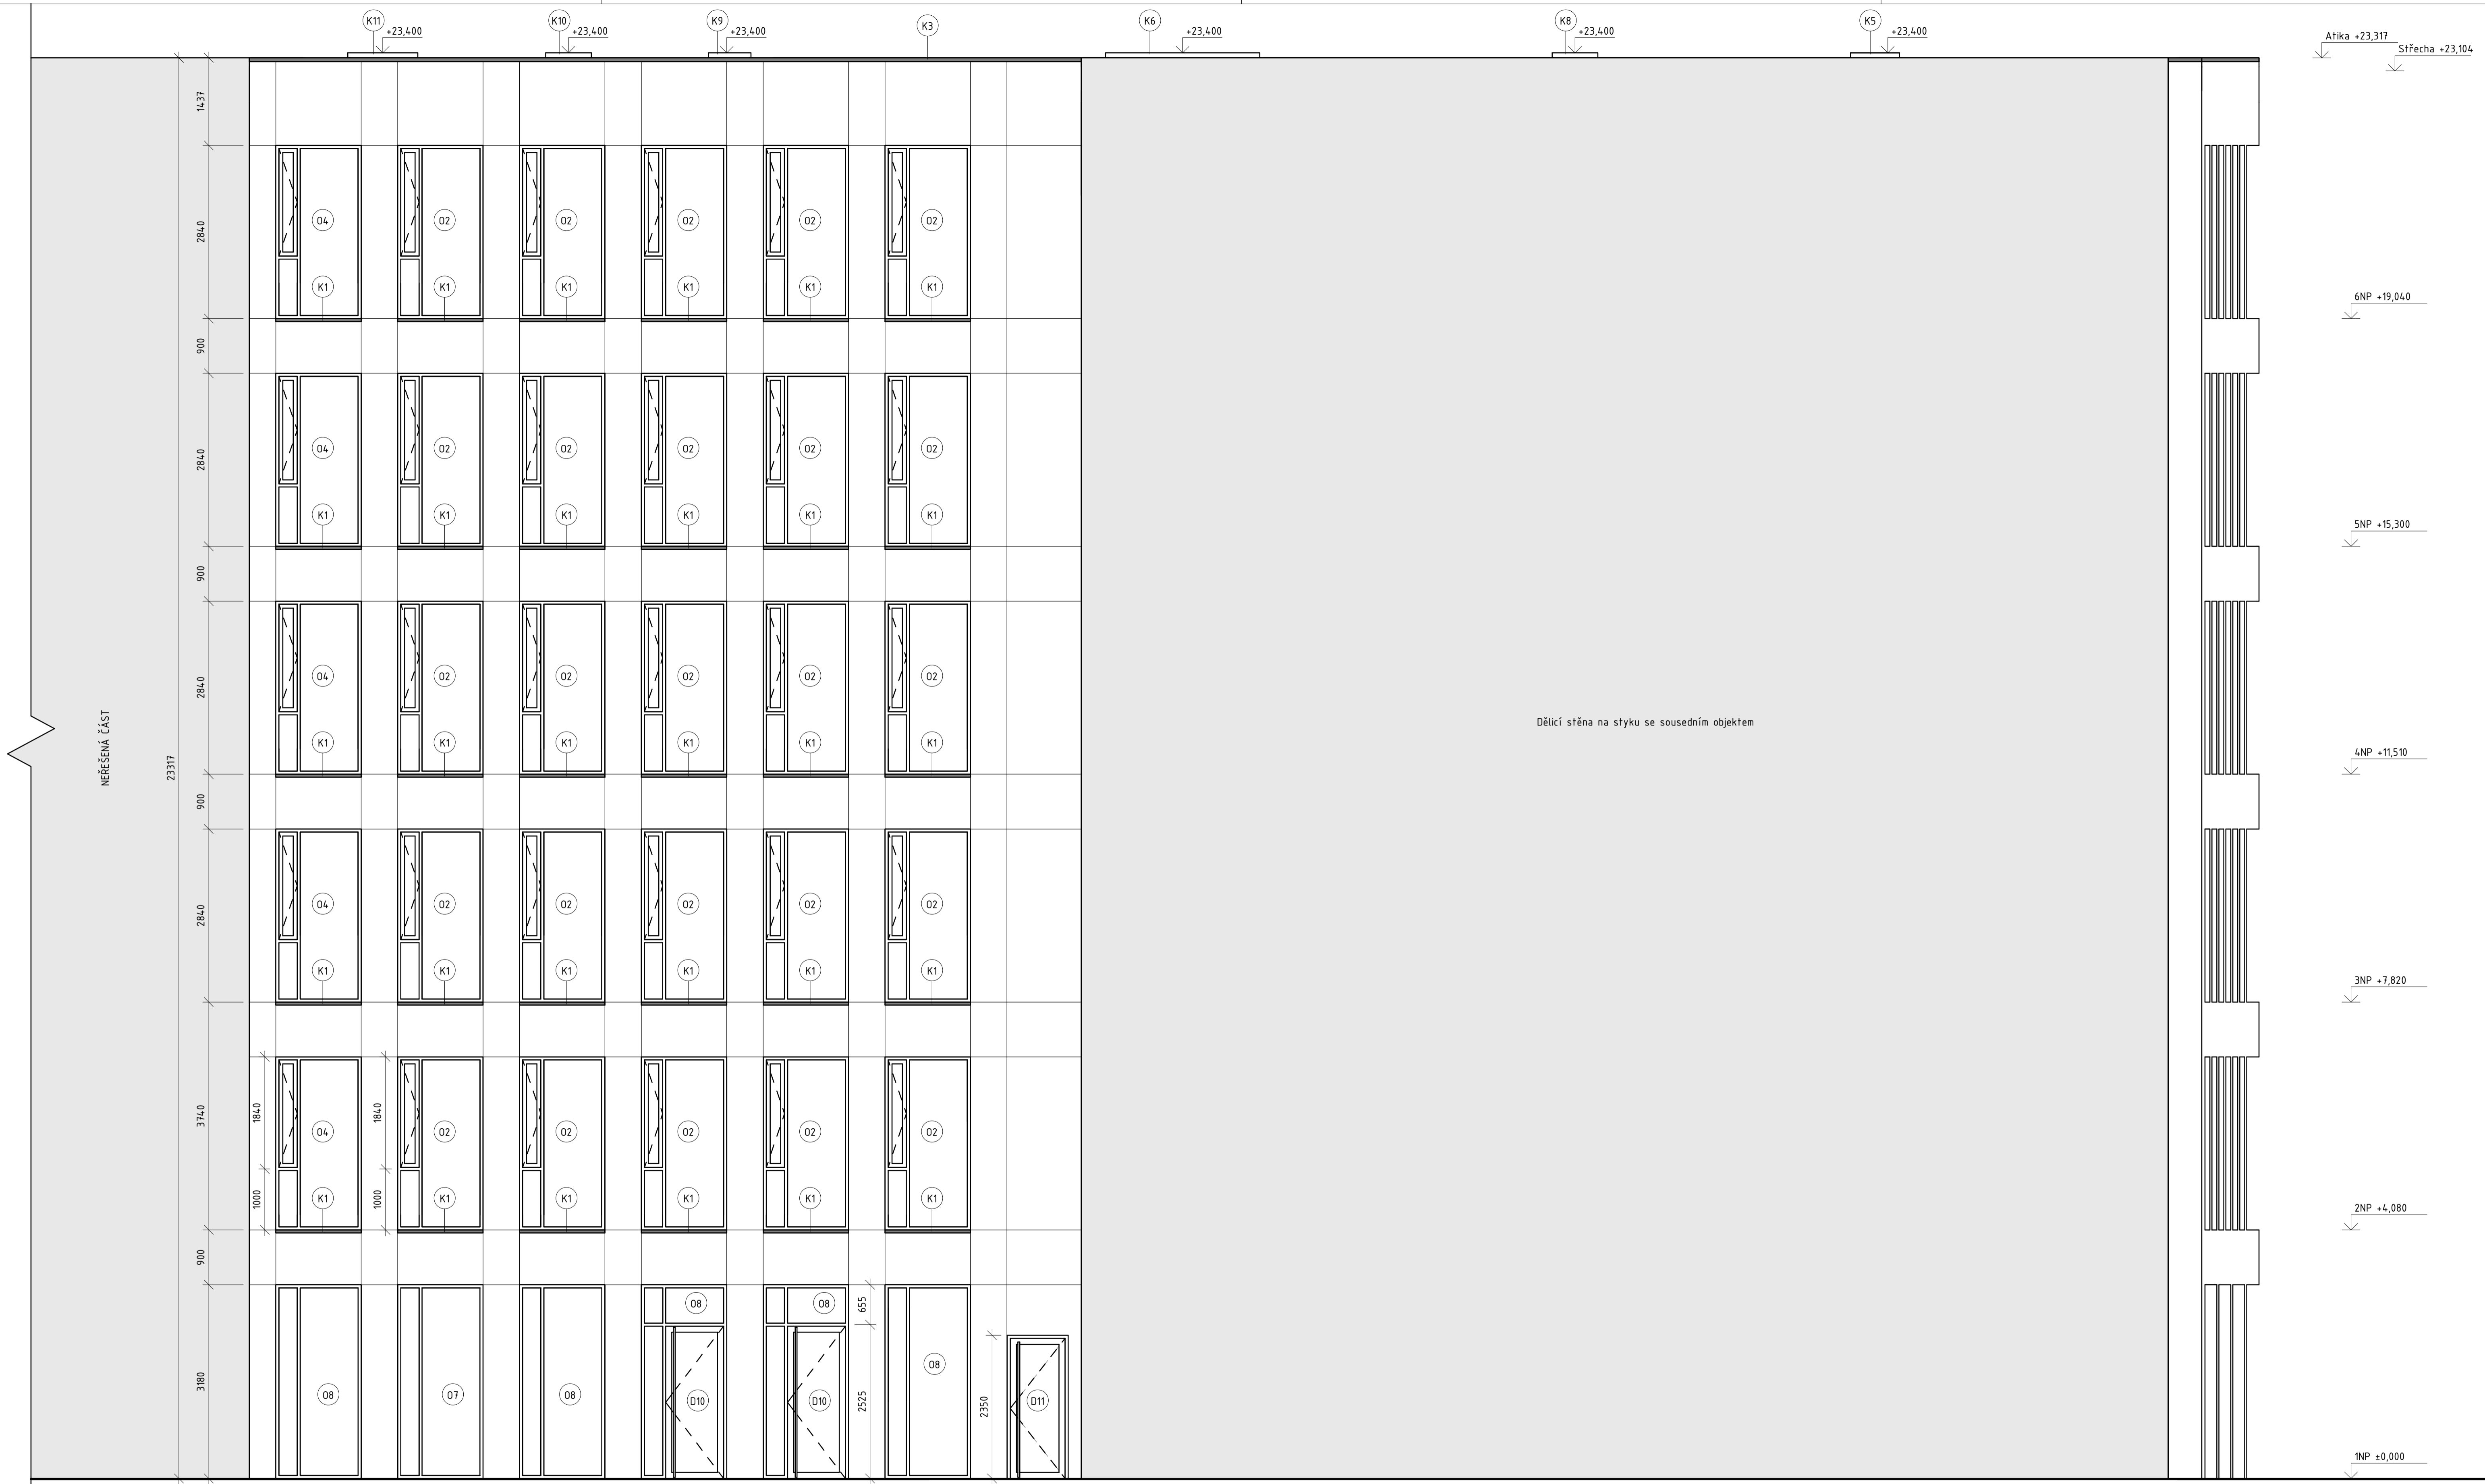 K11 K10 K9 K3 K6 K8 K5
+23,400 +23,400 +23,400 +23,400 +23,400 +23,400
Atika +23,317
Střecha +23,104
1437
2840
O4 O2 O2 O2 O2 O2
K1 K1 K1 K1 K1 K1
6NP +19,040
900
2840
O4 O2 O2 O2 O2 O2
K1 K1 K1 K1 K1 K1
5NP +15,300
900
2840
O4 O2 O2 O2 O2 O2
NEŘEŠENÁ ČÁST
23317
Dělicí stěna na styku se sousedním objektem
K1 K1 K1 K1 K1 K1
4NP +11,510
900
2840
O4 O2 O2 O2 O2 O2
K1 K1 K1 K1 K1 K1
3NP +7,820
3740
1840 1840
O4 O2 O2 O2 O2 O2
1000 1000
K1 K1 K1 K1 K1 K1
2NP +4,080
900
O8 O8 655
O8
3180
O8 O7 O8 D10 D10 2525 2350 D11
1NP ±0,000